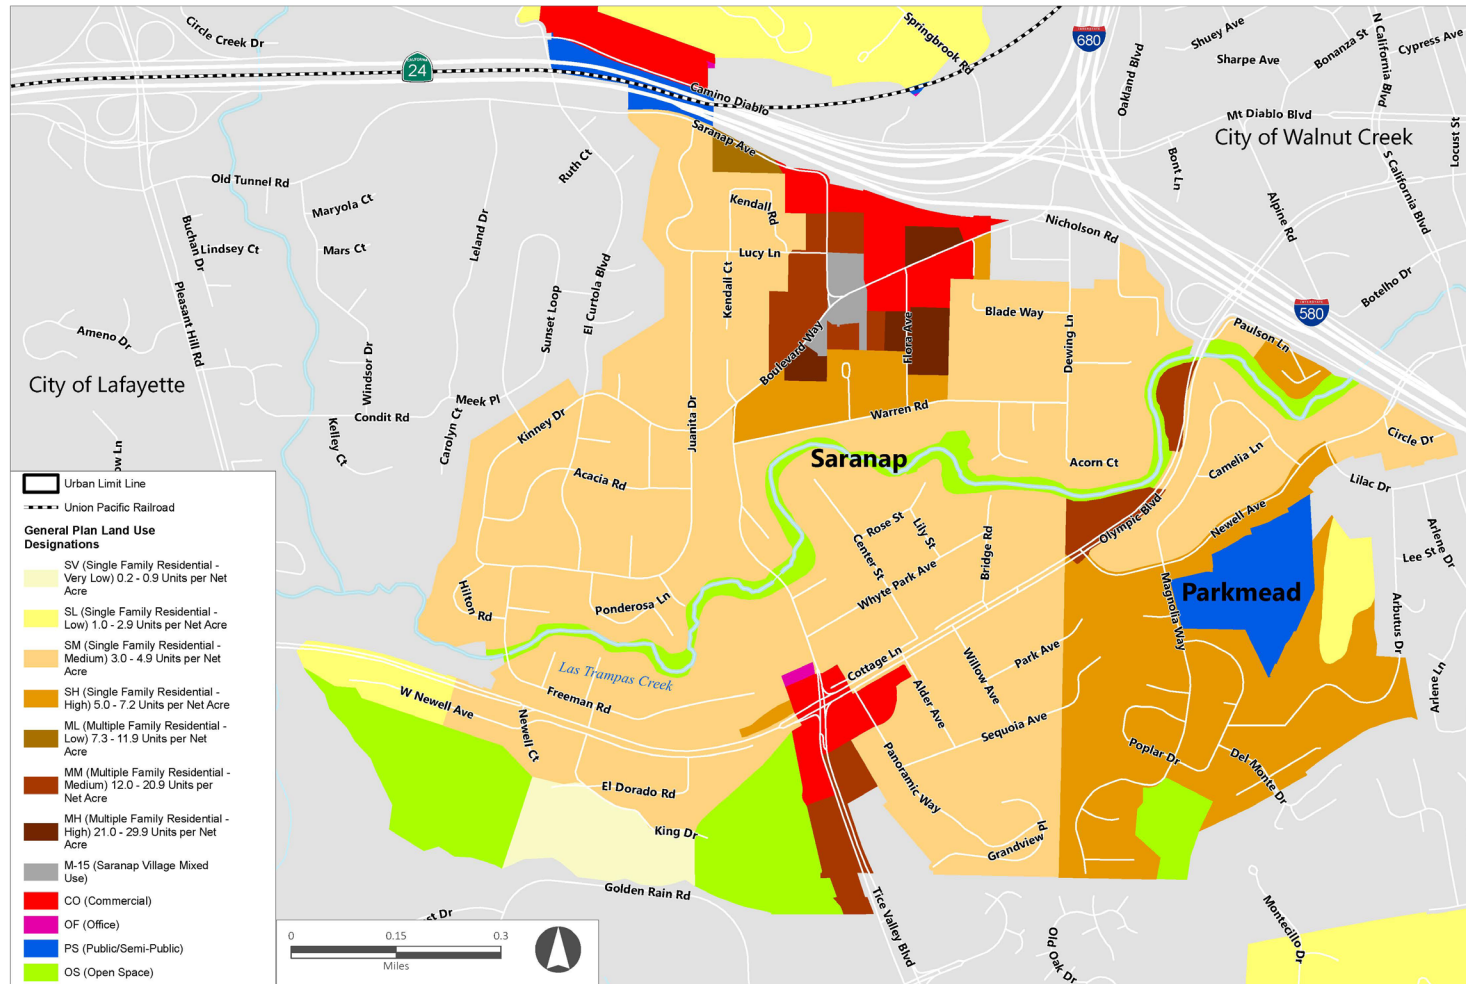 Circle Creek Dr
CALIFORNIA
24
Springbrook Rd
INTERSTATE
680
Oakland Blvd
Shuey Ave
Sharpe Ave
Bonanza St
N California Blvd
Cypress Ave
Camino Diablo
Mt Diablo Blvd
City of Walnut Creek
Locust St
Saranap Ave
Ruth Ct
Bont Ln
S California Blvd
Old Tunnel Rd
Maryola Ct
Kendall Rd
Alpine Rd
Nicholson Rd
Buchan Dr
Lindsey Ct
Mars Ct
Leland Dr
Lucy Ln
Kendall Ct
El Curtola Blvd
Sunset Loop
Botelho Dr
INTERSTATE
580
Pleasant Hill Rd
Ameno Dr
Blade Way
Boulevard Way
Flora Ave
Dewing Ln
Paulson Ln
Windsor Dr
City of Lafayette
Meek Pl
Condit Rd
Kinney Dr
Juanita Dr
Warren Rd
Kelley Ct
Carolyn Ct
Circle Dr
ow Ln
Saranap
Acorn Ct
Camelia Ln
Acacia Rd
Lilac Dr
Rose St
Lily St
Center St
Bridge Rd
Olympic Blvd
Newell Ave
Arlene Dr
Lee St
Whyte Park Ave
Magnolia Way
Parkmead
Arbutus Dr
Hilton Rd
Ponderosa Ln
Las Trampas Creek
Cottage Ln
Willow Ave
Park Ave
Arlene Ln
W Newell Ave
Freeman Rd
Newell Ct
Alder Ave
Sequoia Ave
Panoramic Way
Poplar Dr
Del Monte Dr
El Dorado Rd
King Dr
Grandview Pl
Golden Rain Rd
st Dr
Tice Valley Blvd
Old Oak Dr
Montecillo Dr
Urban Limit Line
Union Pacific Railroad
General Plan Land Use
Designations
SV (Single Family Residential -
Very Low) 0.2 - 0.9 Units per Net
Acre
SL (Single Family Residential -
Low) 1.0 - 2.9 Units per Net Acre
SM (Single Family Residential -
Medium) 3.0 - 4.9 Units per Net
Acre
SH (Single Family Residential -
High) 5.0 - 7.2 Units per Net Acre
ML (Multiple Family Residential -
Low) 7.3 - 11.9 Units per Net
Acre
MM (Multiple Family Residential -
Medium) 12.0 - 20.9 Units per
Net Acre
MH (Multiple Family Residential -
High) 21.0 - 29.9 Units per Net
Acre
M-15 (Saranap Village Mixed
Use)
CO (Commercial)
OF (Office)
PS (Public/Semi-Public)
OS (Open Space)
0 0.15 0.3
Miles